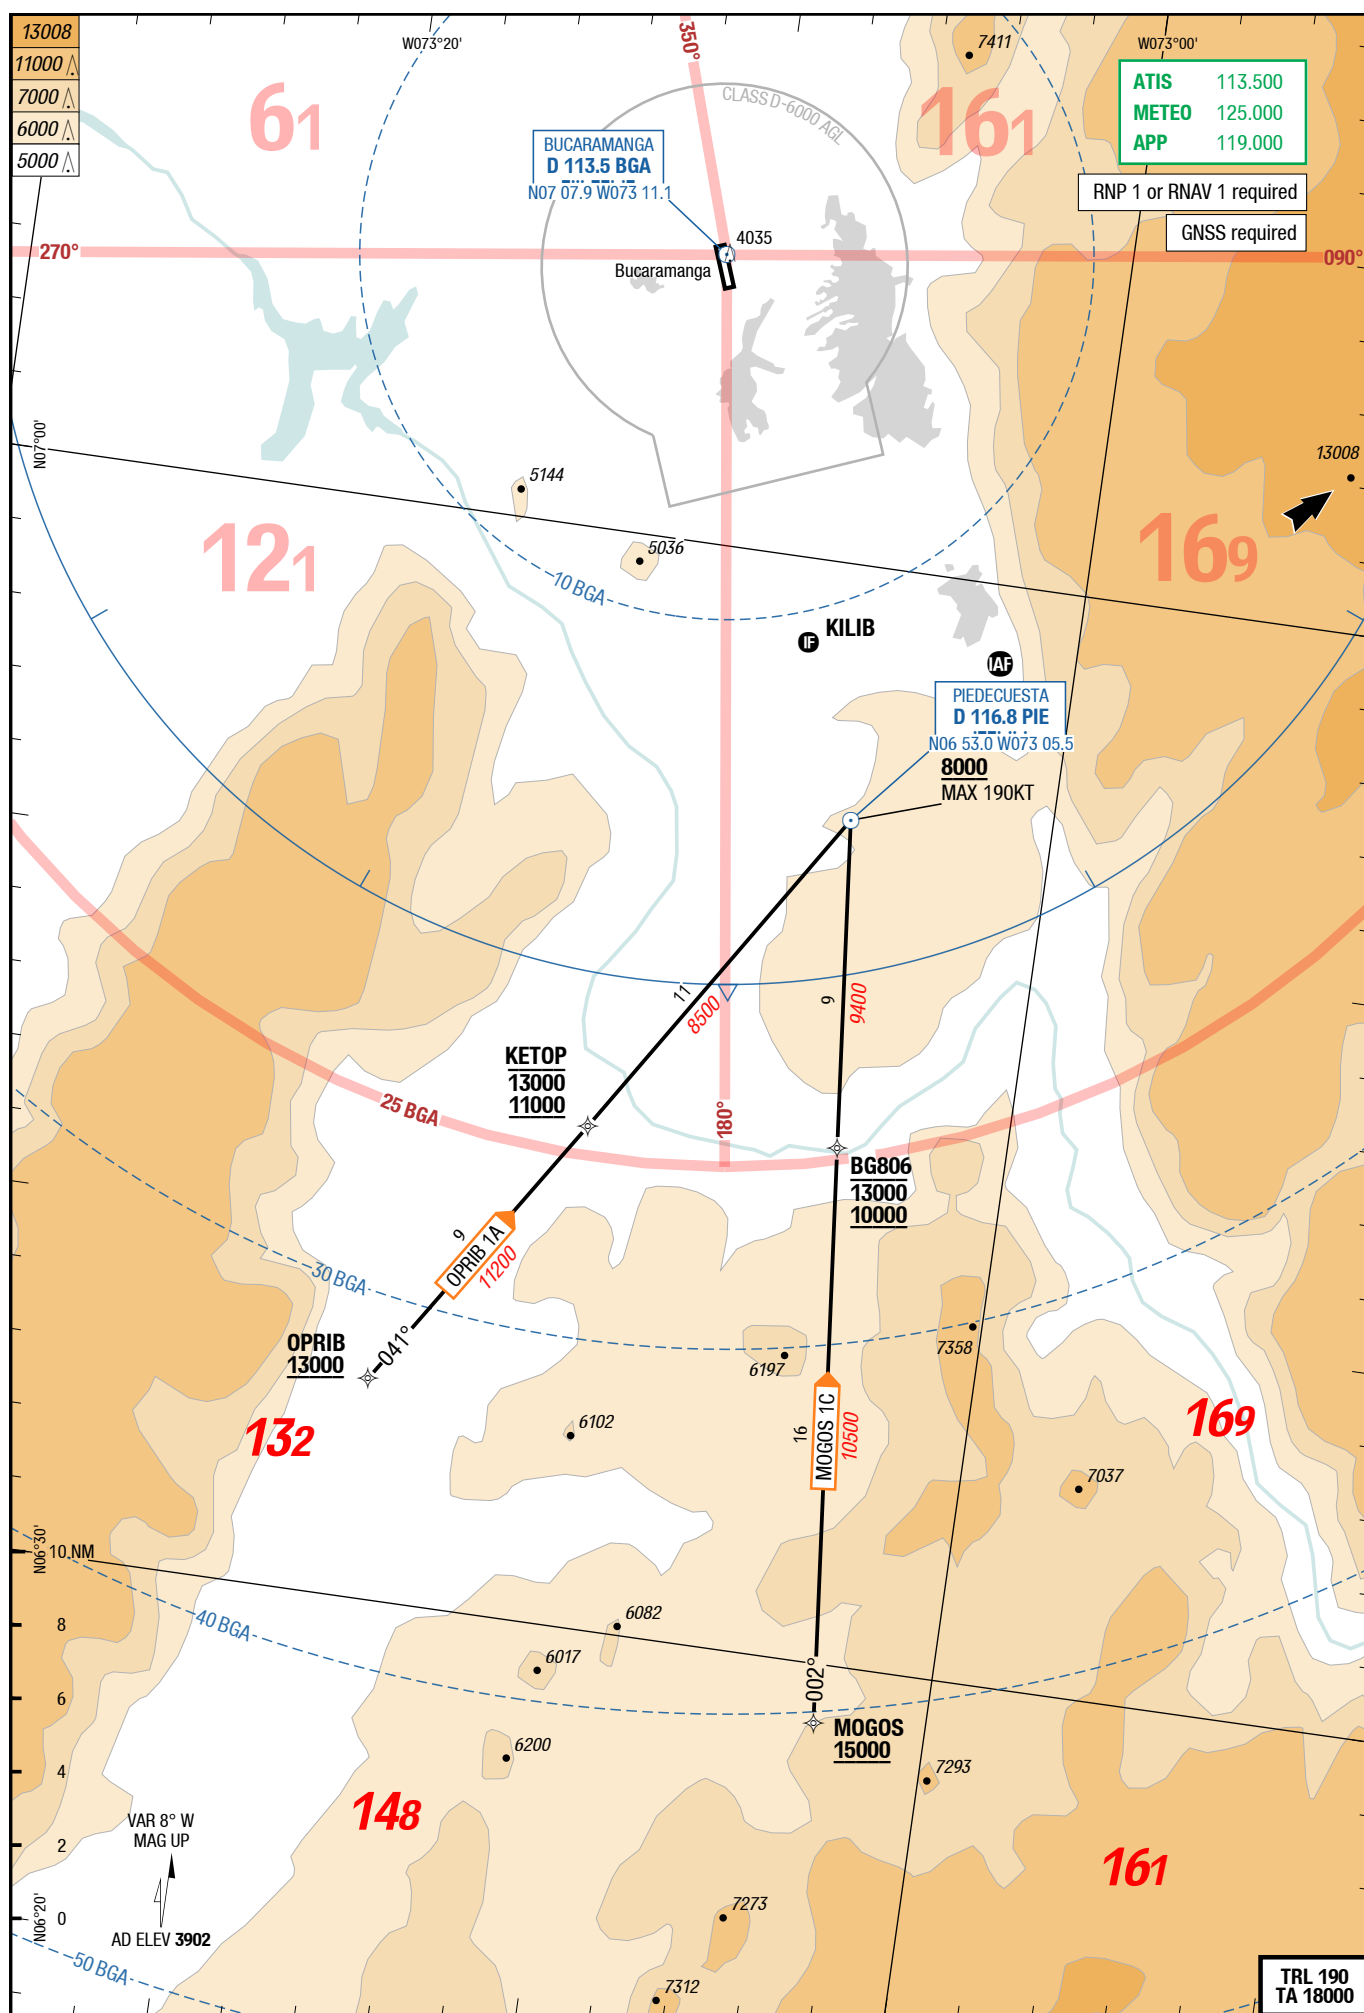 13008
11000
7000
6000
5000
W073°20'
350°
7411
W073°00'
61
CLASS D-6000 AGL
161
ATIS 113.500
METEO 125.000
APP 119.000
BUCARAMANGA
D 113.5 BGA
N07 07.9 W073 11.1
RNP 1 or RNAV 1 required
GNSS required
270°
4035
Bucaramanga
090°
N07°00'
13008
5144
121
5036
169
10 BGA
IF KILIB
IAF
PIEDECUESTA
D 116.8 PIE
N06 53.0 W073 05.5
8000
MAX 190KT
11
8500
9
9400
KETOP
13000
11000
25 BGA
180°
BG806
13000
10000
9
OPRIB 1A
11200
30 BGA
OPRIB
13000
041°
6197
7358
132
6102
16
MOGOS 1C
10500
169
7037
N06°30'
10 NM
40 BGA
6082
8
6017
002°
6
MOGOS
15000
6200
7293
4
148
VAR 8° W
MAG UP
2
161
N06°20'
0
7273
AD ELEV 3902
50 BGA
7312
TRL 190
TA 18000